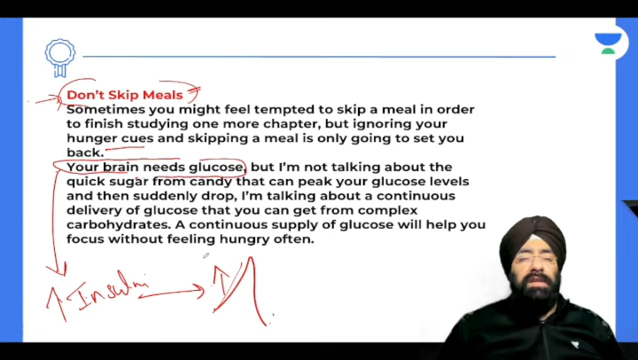 Don't Skip Meals
Sometimes you might feel tempted to skip a meal in order
to finish studying one more chapter, but ignoring your
hunger cues and skipping a meal is only going to set you
back.
Your brain needs glucose, but I'm not talking about the
quick sugar from candy that can peak your glucose levels
and then suddenly drop, I'm talking about a continuous
delivery of glucose that you can get from complex
carbohydrates. A continuous supply of glucose will help you
focus without feeling hungry often.
↑ Insulin → ↑